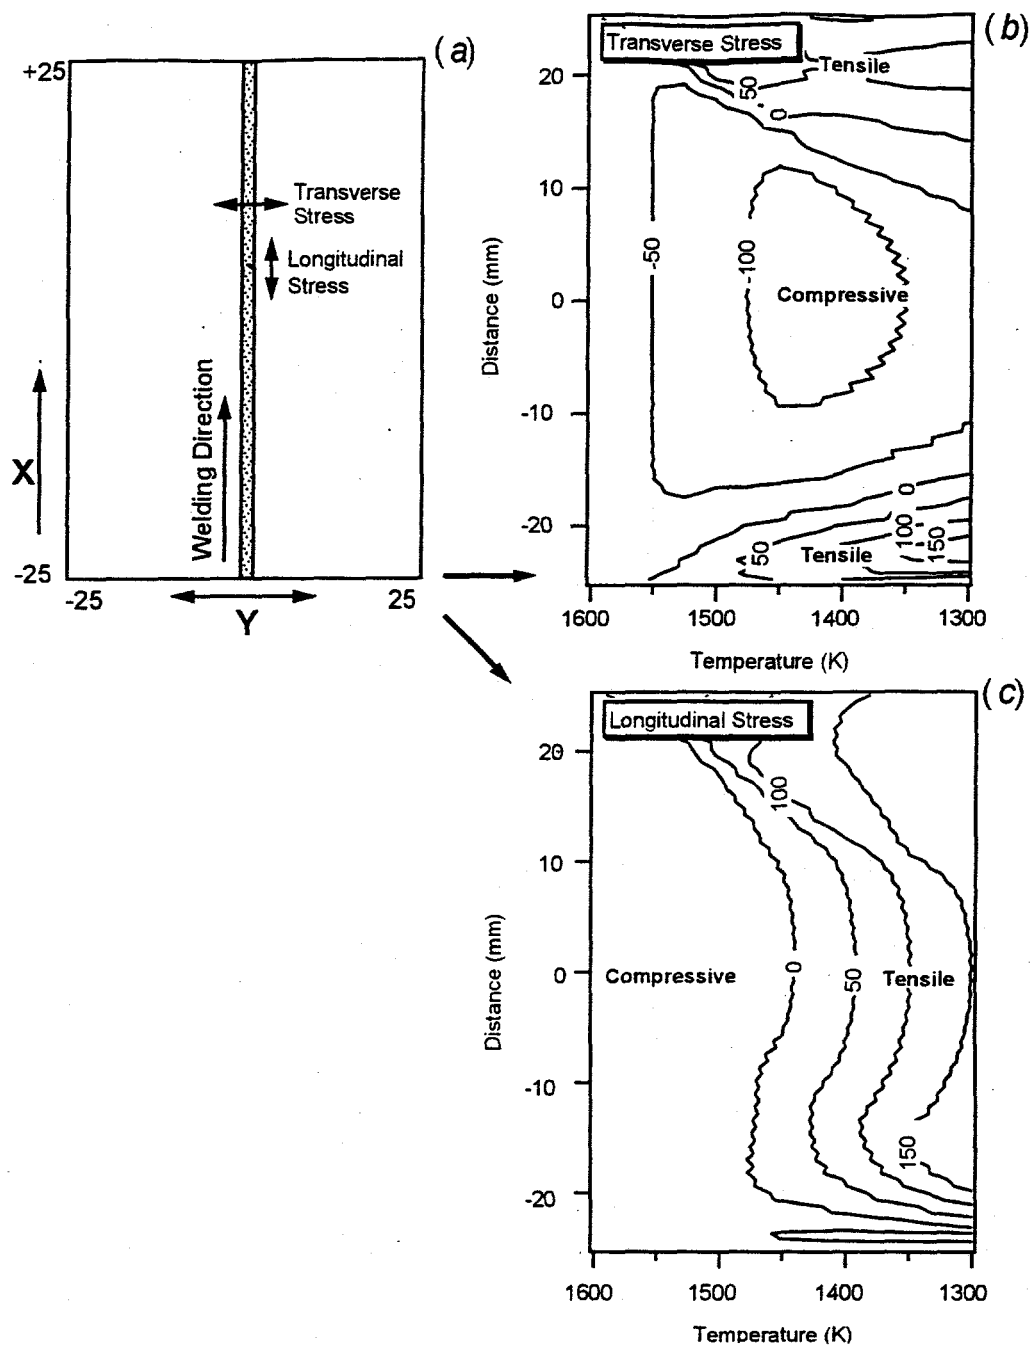 (a)
+25
Transverse
Stress
Longitudinal
Stress
Welding Direction
X
-25
-25
Y
25
(b)
Transverse Stress
Tensile
20
50
0
10
-50
-100
Compressive
0
Distance (mm)
-10
0
-20
100
150
50
Tensile
1600
1500
1400
1300
Temperature (K)
(c)
Longitudinal Stress
20
100
10
Distance (mm)
0
Compressive
0
50
Tensile
-10
150
-20
1600
1500
1400
1300
Temperature (K)